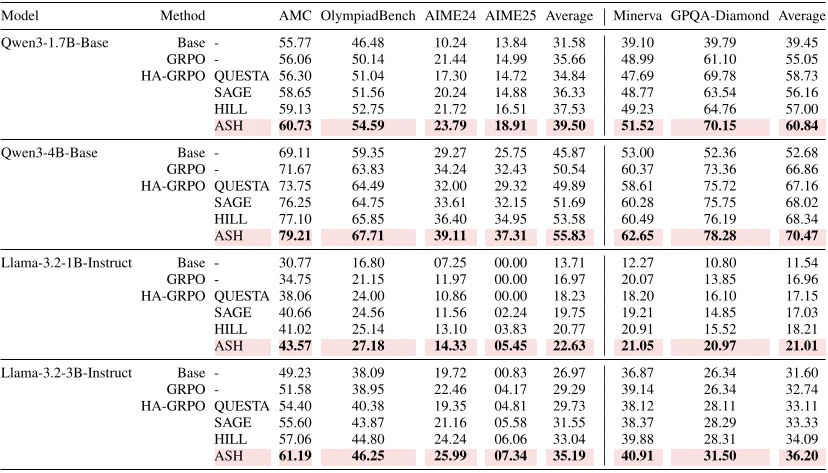 Model Method AMC OlympiadBench AIME24 AIME25 Average Minerva GPQA-Diamond Average
Qwen3-1.7B-Base Base - 55.77 46.48 10.24 13.84 31.58 39.10 39.79 39.45
GRPO - 56.06 50.14 21.44 14.99 35.66 48.99 61.10 55.05
HA-GRPO QUESTA 56.30 51.04 17.30 14.72 34.84 47.69 69.78 58.73
SAGE 58.65 51.56 20.24 14.88 36.33 48.77 63.54 56.16
HILL 59.13 52.75 21.72 16.51 37.53 49.23 64.76 57.00
ASH 60.73 54.59 23.79 18.91 39.50 51.52 70.15 60.84
Qwen3-4B-Base Base - 69.11 59.35 29.27 25.75 45.87 53.00 52.36 52.68
GRPO - 71.67 63.83 34.24 32.43 50.54 60.37 73.36 66.86
HA-GRPO QUESTA 73.75 64.49 32.00 29.32 49.89 58.61 75.72 67.16
SAGE 76.25 64.75 33.61 32.15 51.69 60.28 75.75 68.02
HILL 77.10 65.85 36.40 34.95 53.58 60.49 76.19 68.34
ASH 79.21 67.71 39.11 37.31 55.83 62.65 78.28 70.47
Llama-3.2-1B-Instruct Base - 30.77 16.80 07.25 00.00 13.71 12.27 10.80 11.54
GRPO - 34.75 21.15 11.97 00.00 16.97 20.07 13.85 16.96
HA-GRPO QUESTA 38.06 24.00 10.86 00.00 18.23 18.20 16.10 17.15
SAGE 40.66 24.56 11.56 02.24 19.75 19.21 14.85 17.03
HILL 41.02 25.14 13.10 03.83 20.77 20.91 15.52 18.21
ASH 43.57 27.18 14.33 05.45 22.63 21.05 20.97 21.01
Llama-3.2-3B-Instruct Base - 49.23 38.09 19.72 00.83 26.97 36.87 26.34 31.60
GRPO - 51.58 38.95 22.46 04.17 29.29 39.14 26.34 32.74
HA-GRPO QUESTA 54.40 40.38 19.35 04.81 29.73 38.12 28.11 33.11
SAGE 55.60 43.87 21.16 05.58 31.55 38.37 28.29 33.33
HILL 57.06 44.80 24.24 06.06 33.04 39.88 28.31 34.09
ASH 61.19 46.25 25.99 07.34 35.19 40.91 31.50 36.20